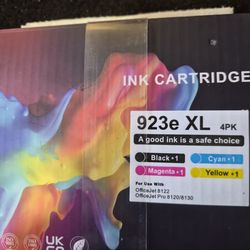 INK CARTRIDGE
923e XL 4PK
A good ink is a safe choice
Black • 1 Cyan • 1
Magenta • 1 Yellow • 1
For Use With
OfficeJet 8122
OfficeJet Pro 8120/8130
UK